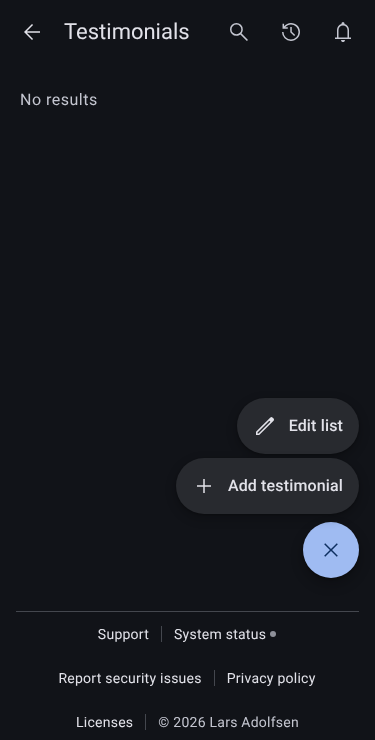 Testimonials
No results
Edit list
Add testimonial
Support
System status
Report security issues
Privacy policy
Licenses
© 2026 Lars Adolfsen